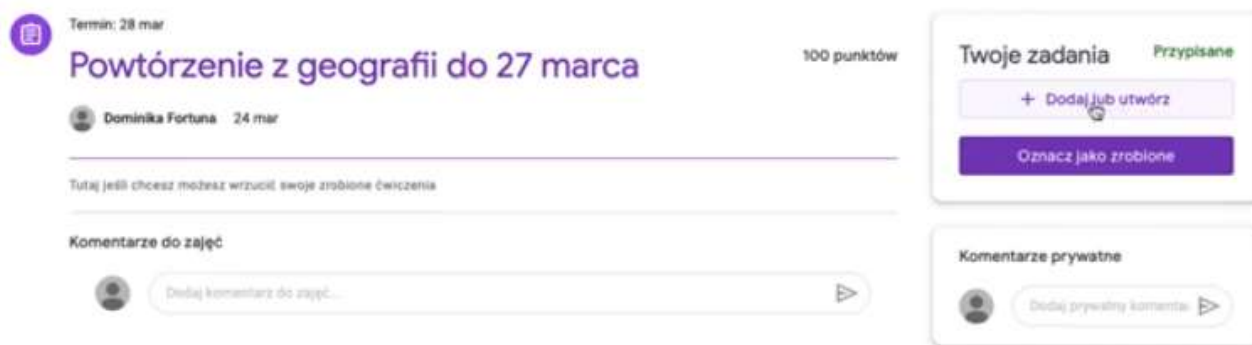 Termin: 28 mar
Powtórzenie z geografii do 27 marca
100 punktów
Dominika Fortuna 24 mar
Tutaj jeśli chcesz możesz wrzucić swoje zrobione ćwiczenia
Komentarze do zajęć
Dodaj komentarz do zajęć...
Twoje zadania Przypisane
+ Dodaj lub utwórz
Oznacz jako zrobione
Komentarze prywatne
Dodaj prywatny komentar